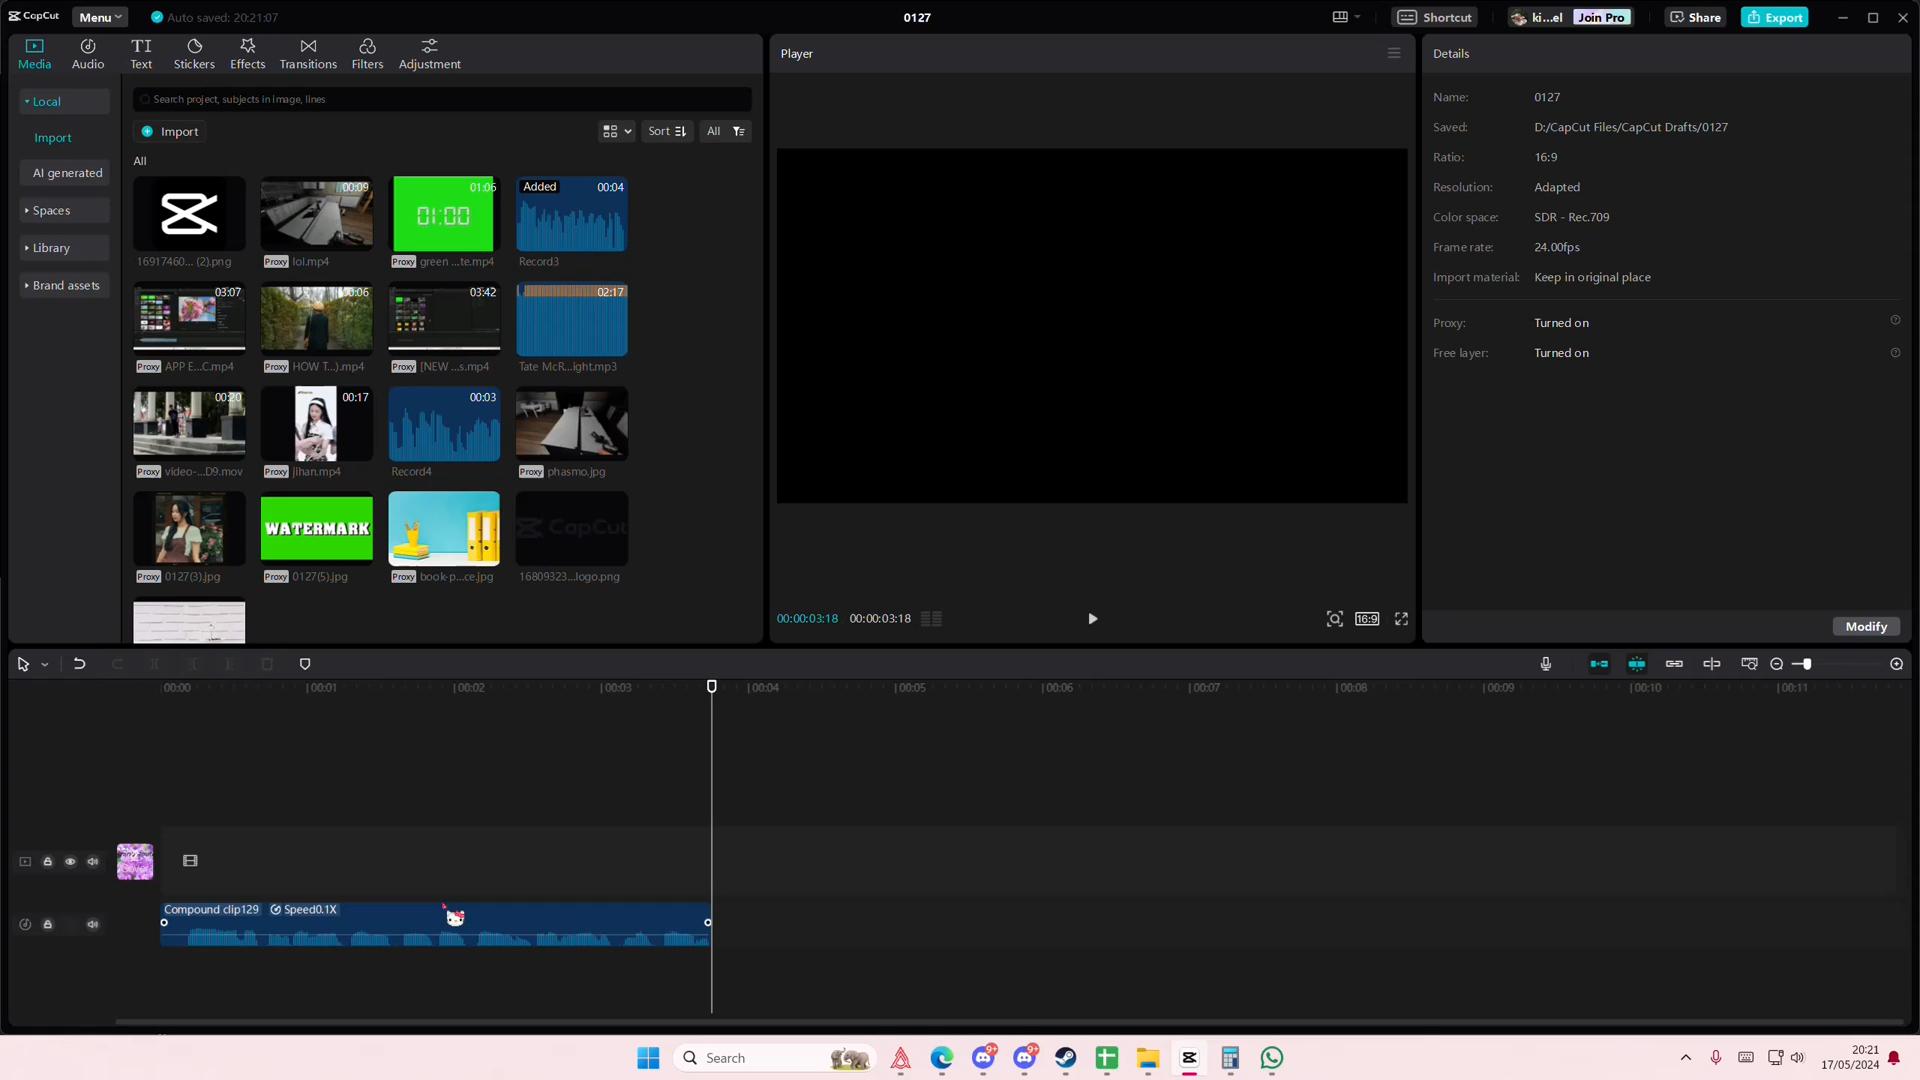 CapCut
Menu
Auto saved: 20:21:07
0127
Shortcut
ki...el
Join Pro
Share
Export
Media
Audio
Text
Stickers
Effects
Transitions
Filters
Adjustment
Player
Details
Local
Import
AI generated
Spaces
Library
Brand assets
Search project, subjects in image, lines
Import
Sort
All
All
00:09
01:06
01:00
Added
00:04
16917460... (2).png
Proxy lol.mp4
Proxy green ...te.mp4
Record3
03:07
00:06
03:42
02:17
Proxy APP E...C.mp4
Proxy HOW T...).mp4
Proxy [NEW ...s.mp4
Tate McR...ight.mp3
00:20
00:17
00:03
Proxy video-...D9.mov
Proxy jihan.mp4
Record4
Proxy phasmo.jpg
WATERMARK
CapCut
Proxy 0127(3).jpg
Proxy 0127(5).jpg
Proxy book-p...ce.jpg
16809323...logo.png
00:00:03:18
00:00:03:18
16:9
Name: 0127
Saved: D:/CapCut Files/CapCut Drafts/0127
Ratio: 16:9
Resolution: Adapted
Color space: SDR - Rec.709
Frame rate: 24.00fps
Import material: Keep in original place
Proxy: Turned on
Free layer: Turned on
Modify
00:00
00:01
00:02
00:03
00:04
00:05
00:06
00:07
00:08
00:09
00:10
00:11
Compound clip129
Speed0.1X
Search
9+
9+
20:21
17/05/2024